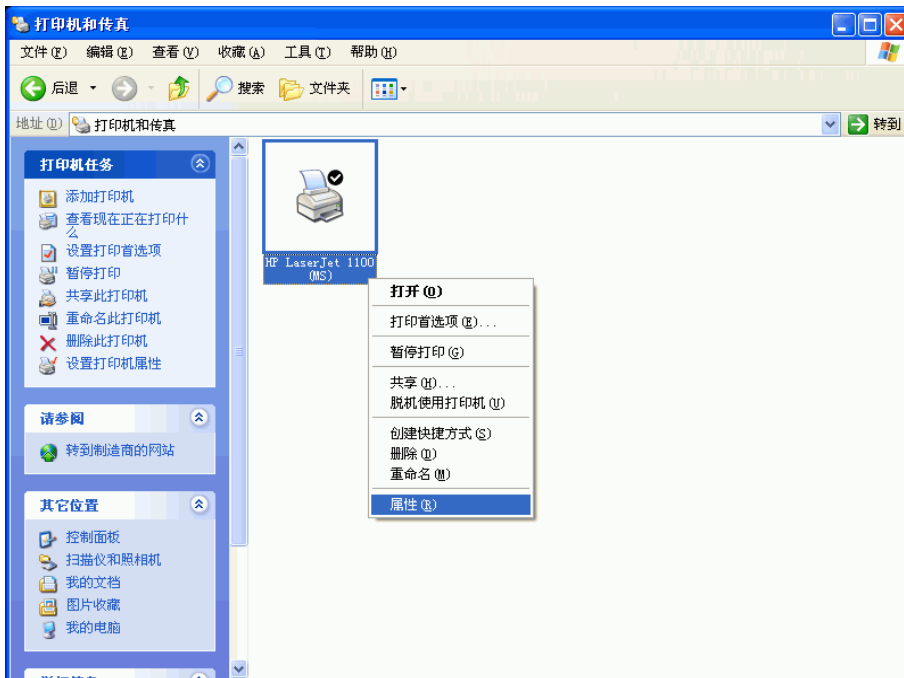 打印机和传真
文件(F) 编辑(E) 查看(V) 收藏(A) 工具(T) 帮助(H)
后退 搜索 文件夹
地址(D) 打印机和传真 转到
打印机任务
添加打印机
查看现在正在打印什
么
设置打印首选项
暂停打印
共享此打印机
重命名此打印机
删除此打印机
设置打印机属性
请参阅
转到制造商的网站
其它位置
控制面板
扫描仪和照相机
我的文档
图片收藏
我的电脑
HP LaserJet 1100
(MS)
打开(O)
打印首选项(E)...
暂停打印(G)
共享(H)...
脱机使用打印机(U)
创建快捷方式(S)
删除(D)
重命名(M)
属性(R)